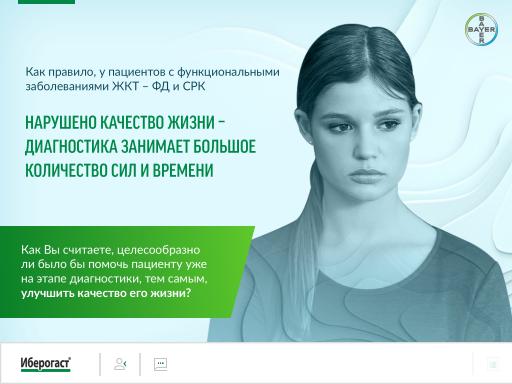 BAYER
BAYER
Как правило, у пациентов с функциональными
заболеваниями ЖКТ – ФД и СРК
НАРУШЕНО КАЧЕСТВО ЖИЗНИ –
ДИАГНОСТИКА ЗАНИМАЕТ БОЛЬШОЕ
КОЛИЧЕСТВО СИЛ И ВРЕМЕНИ
Как Вы считаете, целесообразно
ли было бы помочь пациенту уже
на этапе диагностики, тем самым,
улучшить качество его жизни?
Иберогаст®